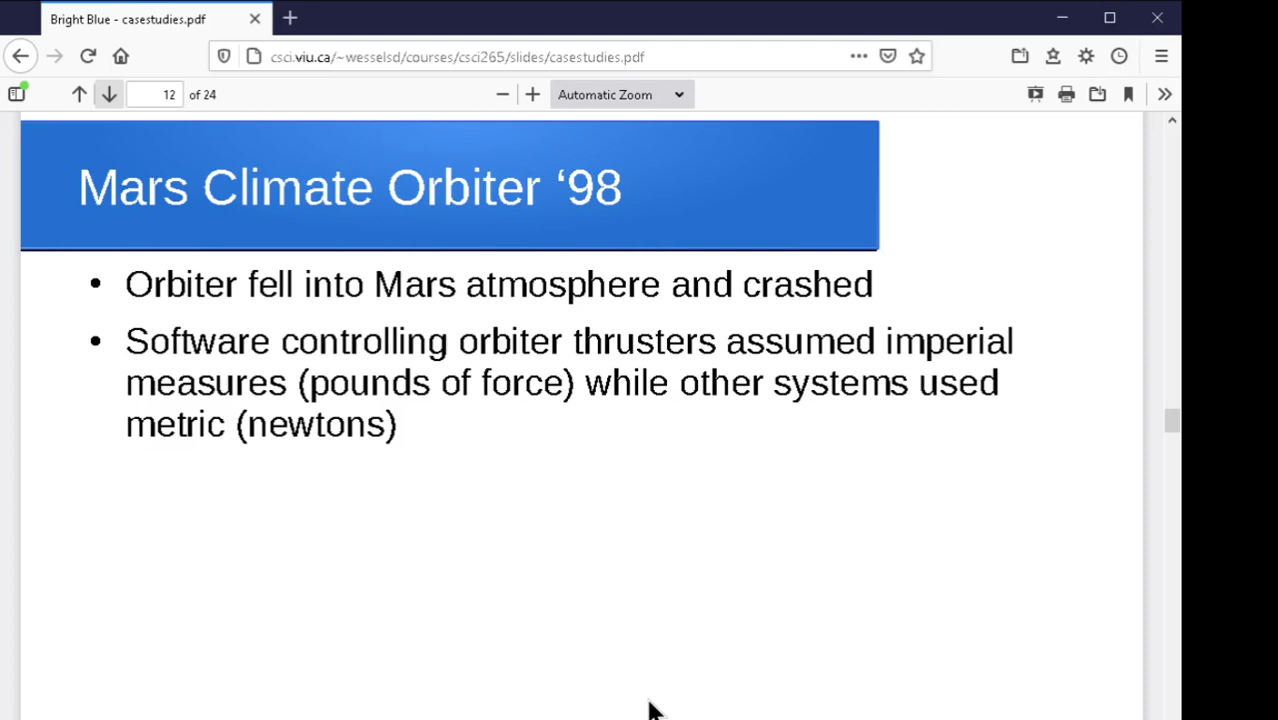 Bright Blue - casestudies.pdf
csci.viu.ca/~wesselsd/courses/csci265/slides/casestudies.pdf
12 of 24
Automatic Zoom
Mars Climate Orbiter ‘98
• Orbiter fell into Mars atmosphere and crashed
• Software controlling orbiter thrusters assumed imperial
measures (pounds of force) while other systems used
metric (newtons)